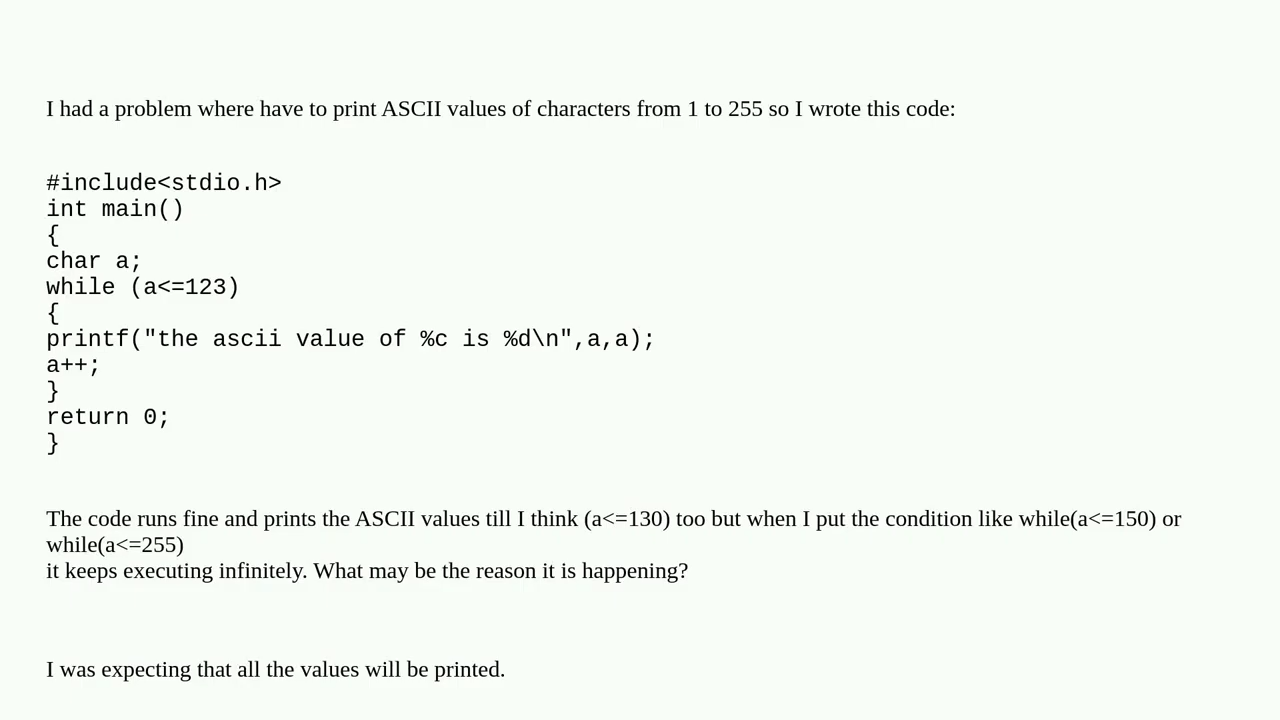 I had a problem where have to print ASCII values of characters from 1 to 255 so I wrote this code:
#include<stdio.h>
int main()
{
char a;
while (a<=123)
{
printf("the ascii value of %c is %d\n",a,a);
a++;
}
return 0;
}
The code runs fine and prints the ASCII values till I think (a<=130) too but when I put the condition like while(a<=150) or
while(a<=255)
it keeps executing infinitely. What may be the reason it is happening?
I was expecting that all the values will be printed.